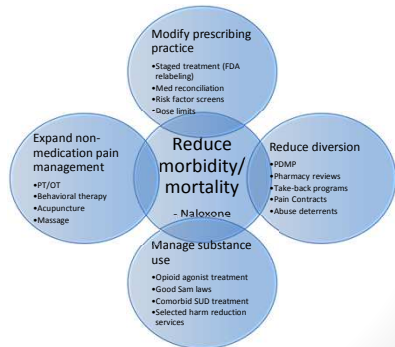 Modify prescribing
practice
•Staged treatment (FDA
relabeling)
•Med reconciliation
•Risk factor screens
•Dose limits
Expand non-
medication pain
management
•PT/OT
•Behavioral therapy
•Acupuncture
•Massage
Reduce
morbidity/
mortality
- Naloxone
Reduce diversion
•PDMP
•Pharmacy reviews
•Take-back programs
•Pain Contracts
•Abuse deterrents
Manage substance
use
•Opioid agonist treatment
•Good Sam laws
•Comorbid SUD treatment
•Selected harm reduction
services